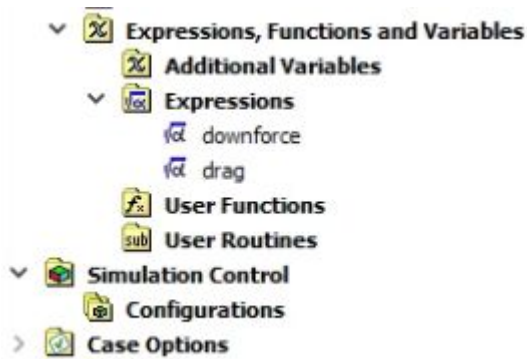 Expressions, Functions and Variables
Additional Variables
Expressions
downforce
drag
User Functions
User Routines
Simulation Control
Configurations
Case Options